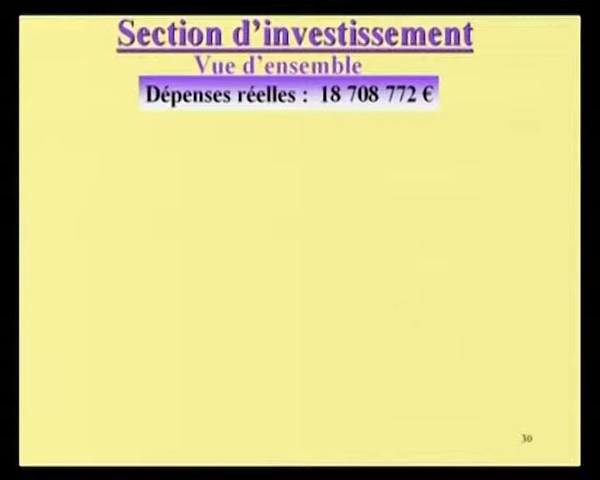 Section d’investissement
Vue d’ensemble
Dépenses réelles : 18 708 772 €
30